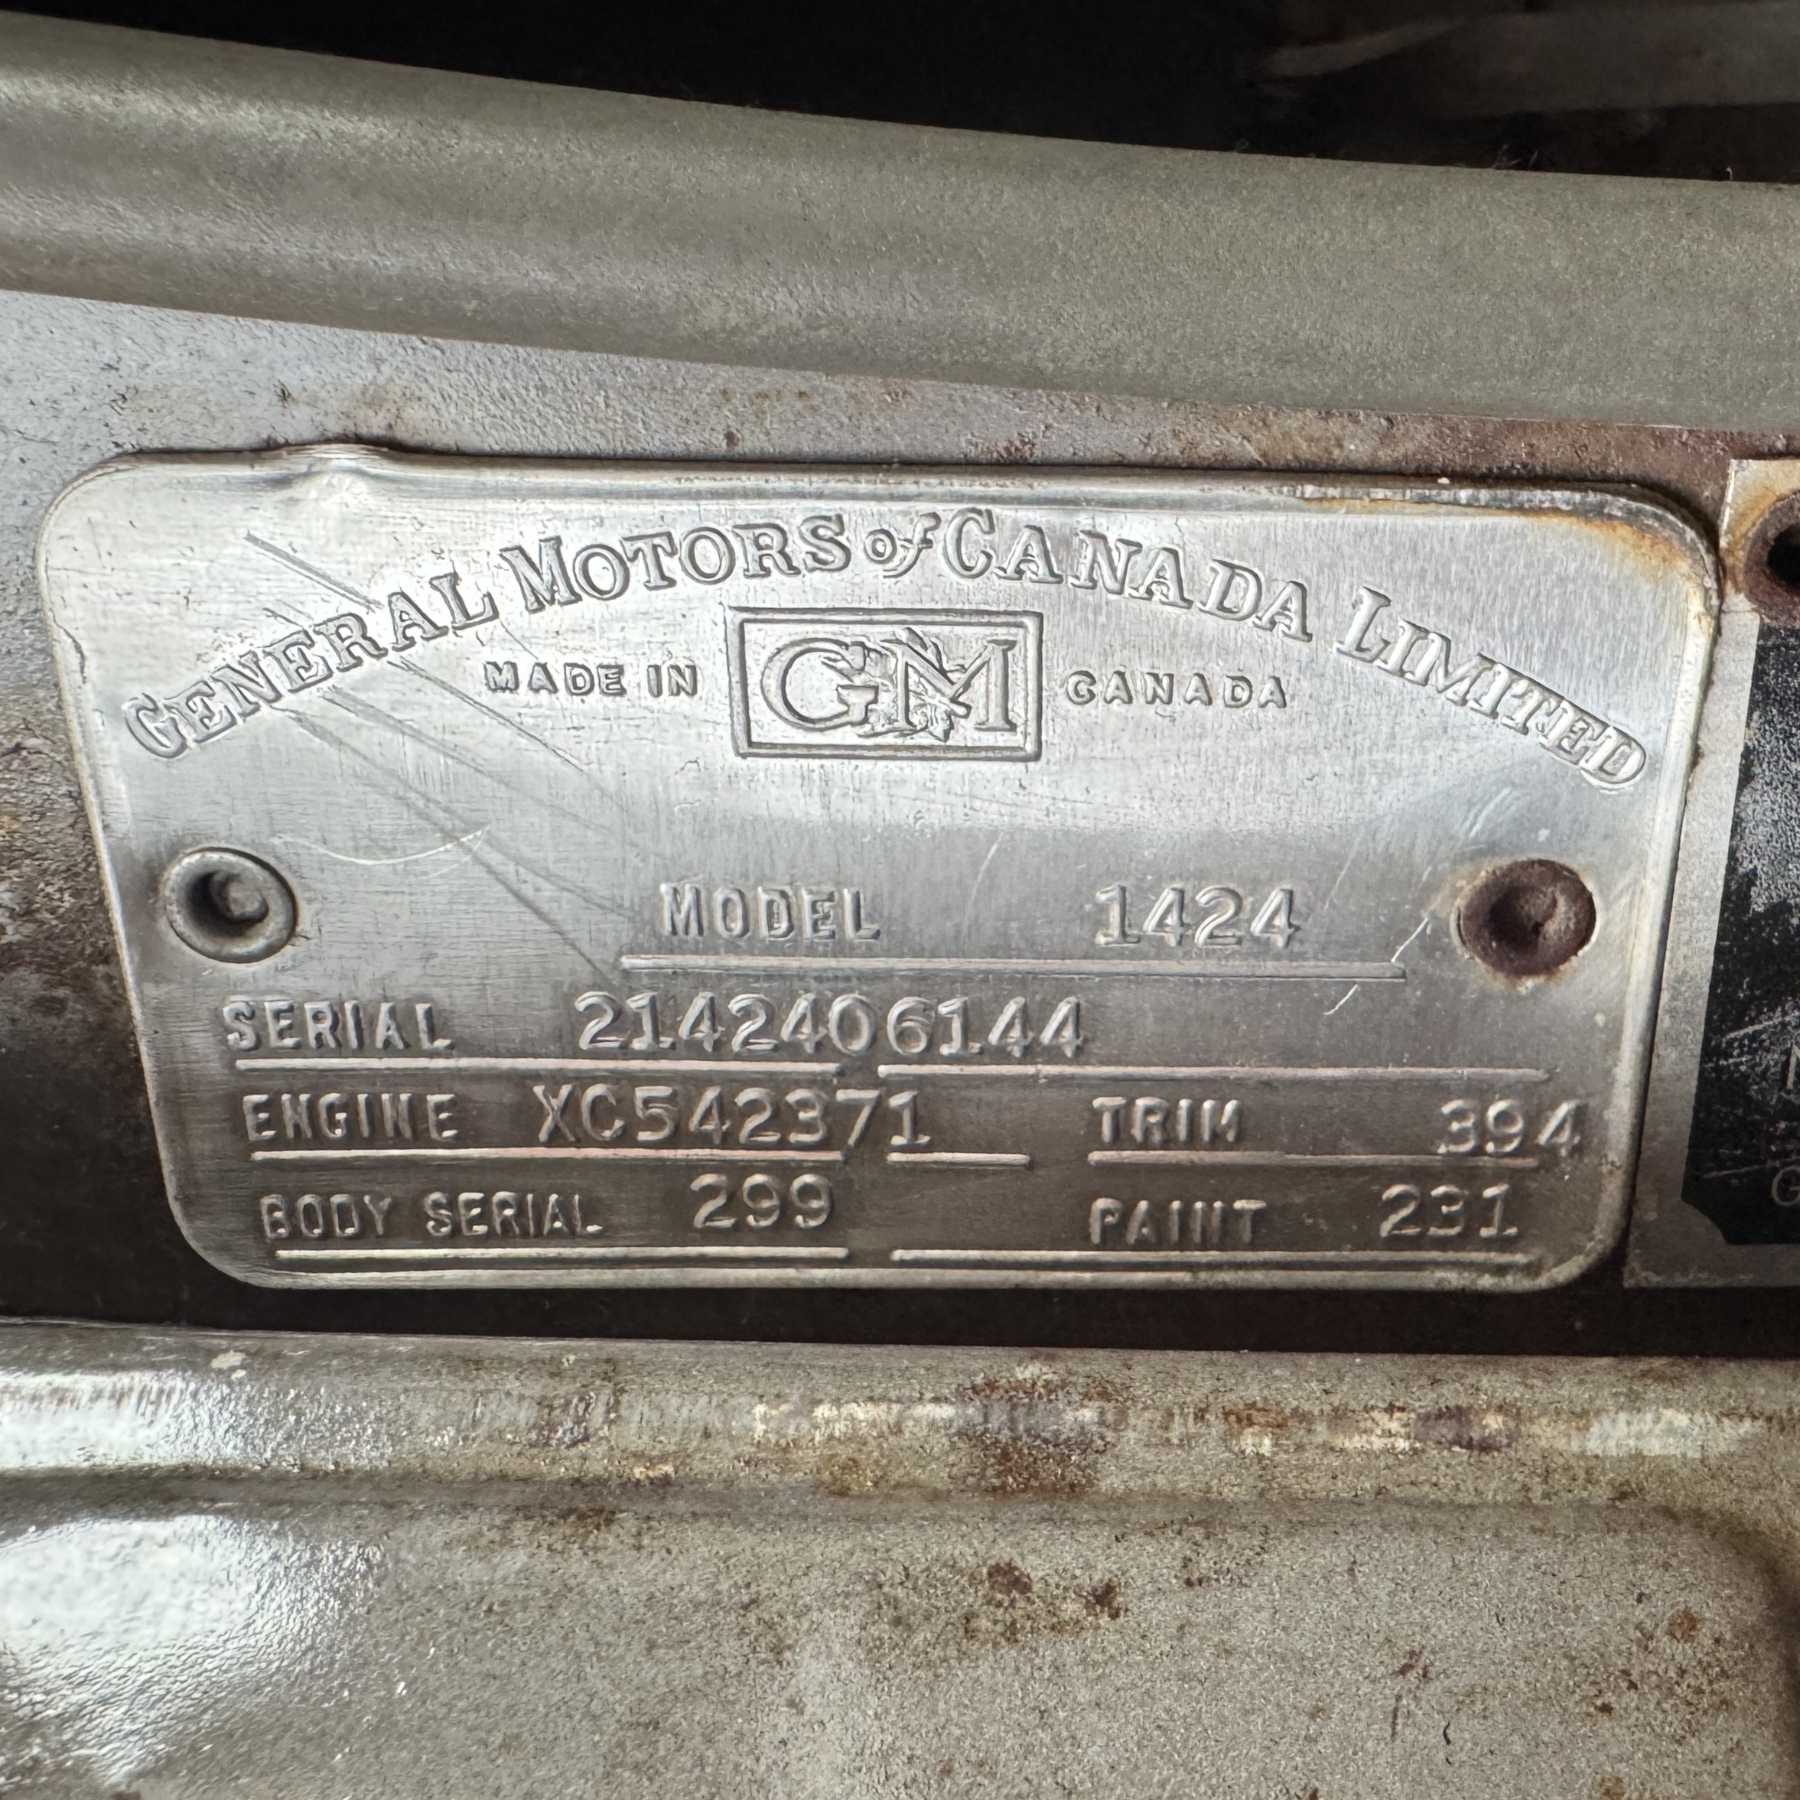 GENERAL MOTORS of CANADA LIMITED
MADE IN GM CANADA
MODEL 1424
SERIAL 2142406144
ENGINE XC542371 TRIM 394
BODY SERIAL 299 PAINT 231